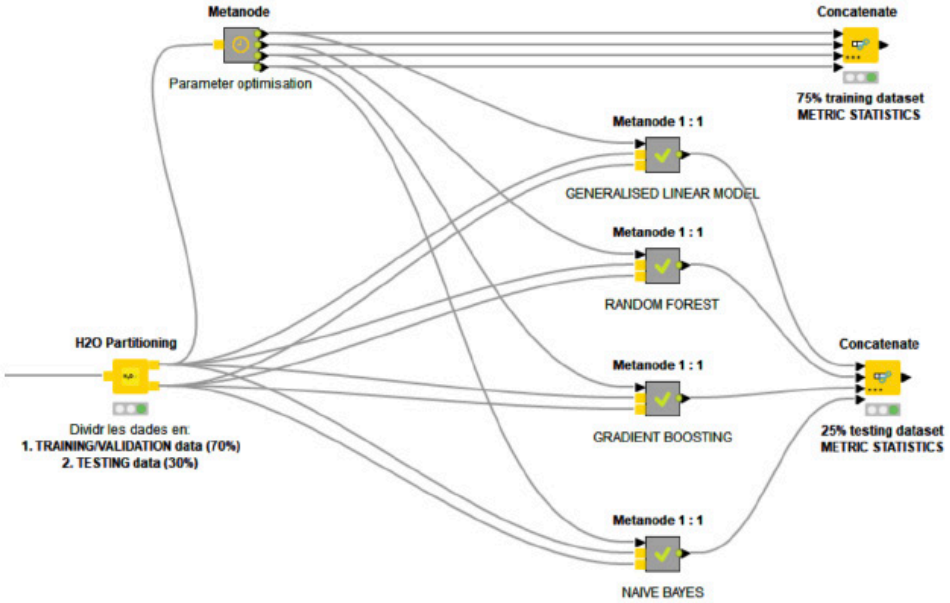 Metanode
Parameter optimisation
Concatenate
75% training dataset
METRIC STATISTICS
Metanode 1 : 1
GENERALISED LINEAR MODEL
Metanode 1 : 1
RANDOM FOREST
H2O Partitioning
Dividr les dades en:
1. TRAINING/VALIDATION data (70%)
2. TESTING data (30%)
Metanode 1 : 1
GRADIENT BOOSTING
Concatenate
25% testing dataset
METRIC STATISTICS
Metanode 1 : 1
NAIVE BAYES